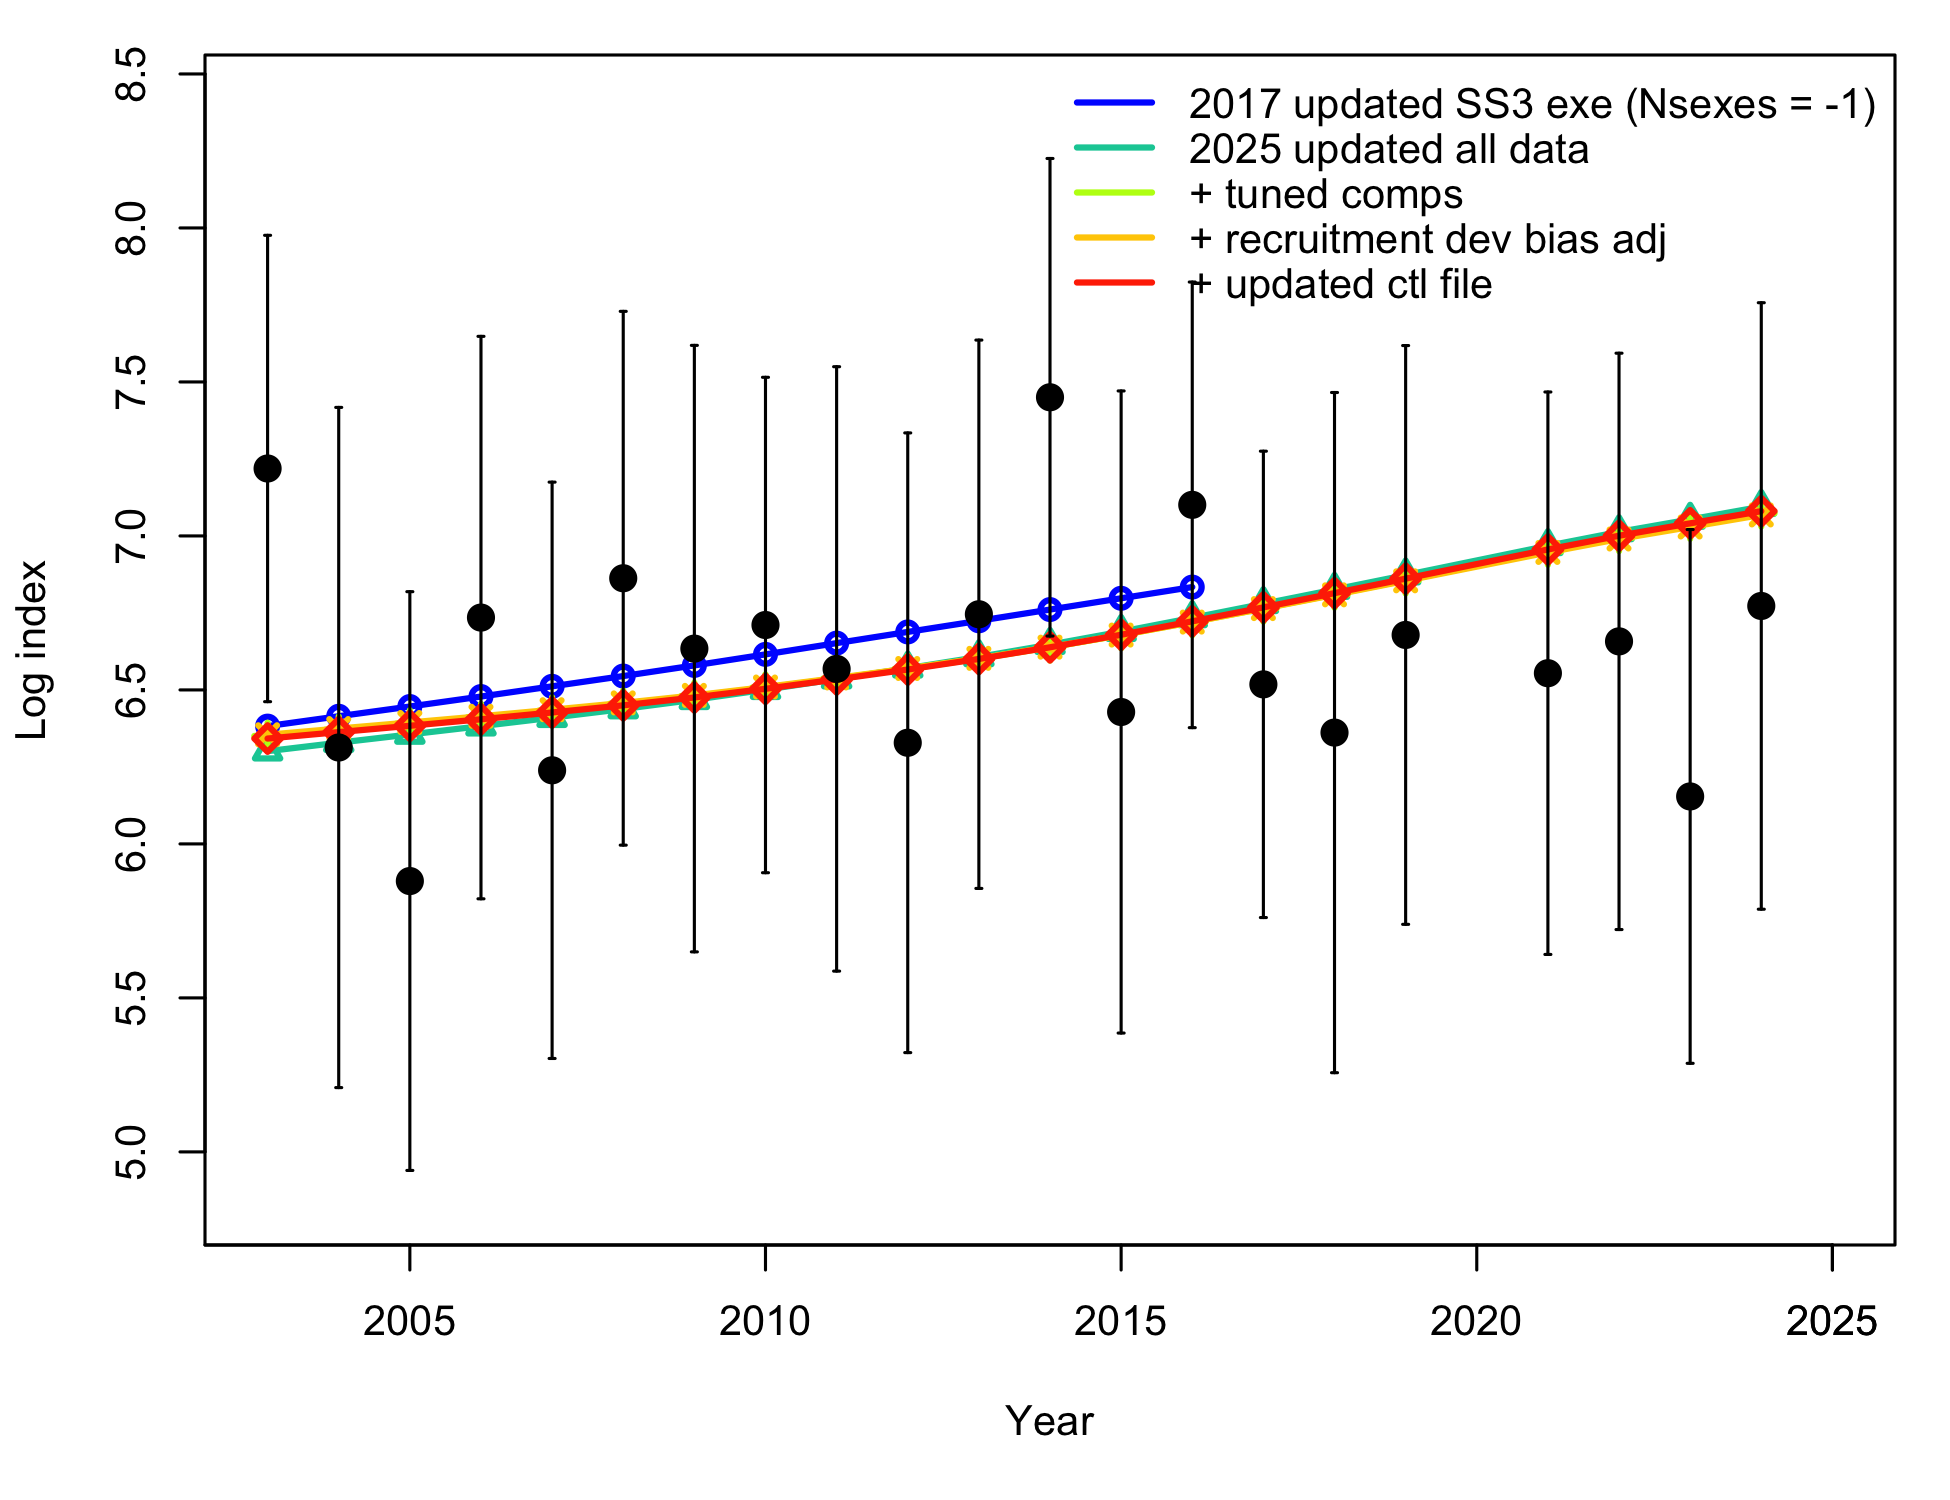 8.5
8.0
7.5
7.0
6.5
6.0
5.5
5.0
Log index
2017 updated SS3 exe (Nsexes = -1)
2025 updated all data
+ tuned comps
+ recruitment dev bias adj
+ updated ctl file
2005 2010 2015 2020 2025
Year